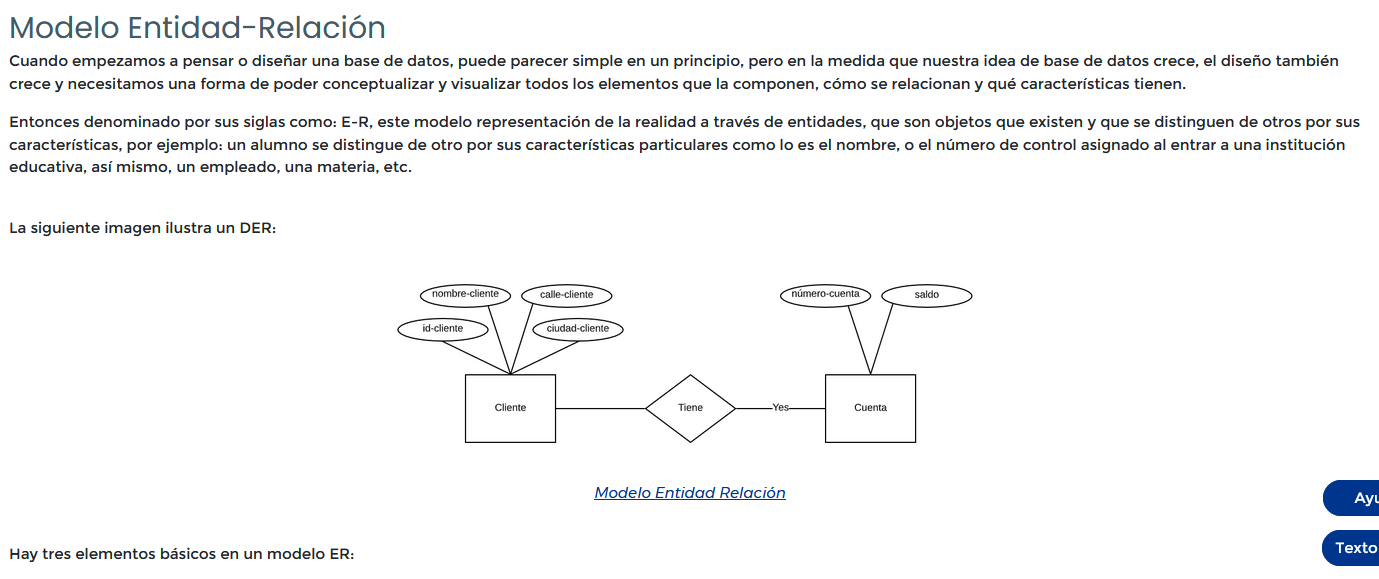 Modelo Entidad-Relación
Cuando empezamos a pensar o diseñar una base de datos, puede parecer simple en un principio, pero en la medida que nuestra idea de base de datos crece, el diseño también
crece y necesitamos una forma de poder conceptualizar y visualizar todos los elementos que la componen, cómo se relacionan y qué características tienen.
Entonces denominado por sus siglas como: E-R, este modelo representación de la realidad a través de entidades, que son objetos que existen y que se distinguen de otros por sus
características, por ejemplo: un alumno se distingue de otro por sus características particulares como lo es el nombre, o el número de control asignado al entrar a una institución
educativa, así mismo, un empleado, una materia, etc.
La siguiente imagen ilustra un DER:
nombre-cliente
calle-cliente
número-cuenta
saldo
id-cliente
ciudad-cliente
Cliente
Tiene
Yes
Cuenta
Modelo Entidad Relación
Ayu
Texto
Hay tres elementos básicos en un modelo ER: